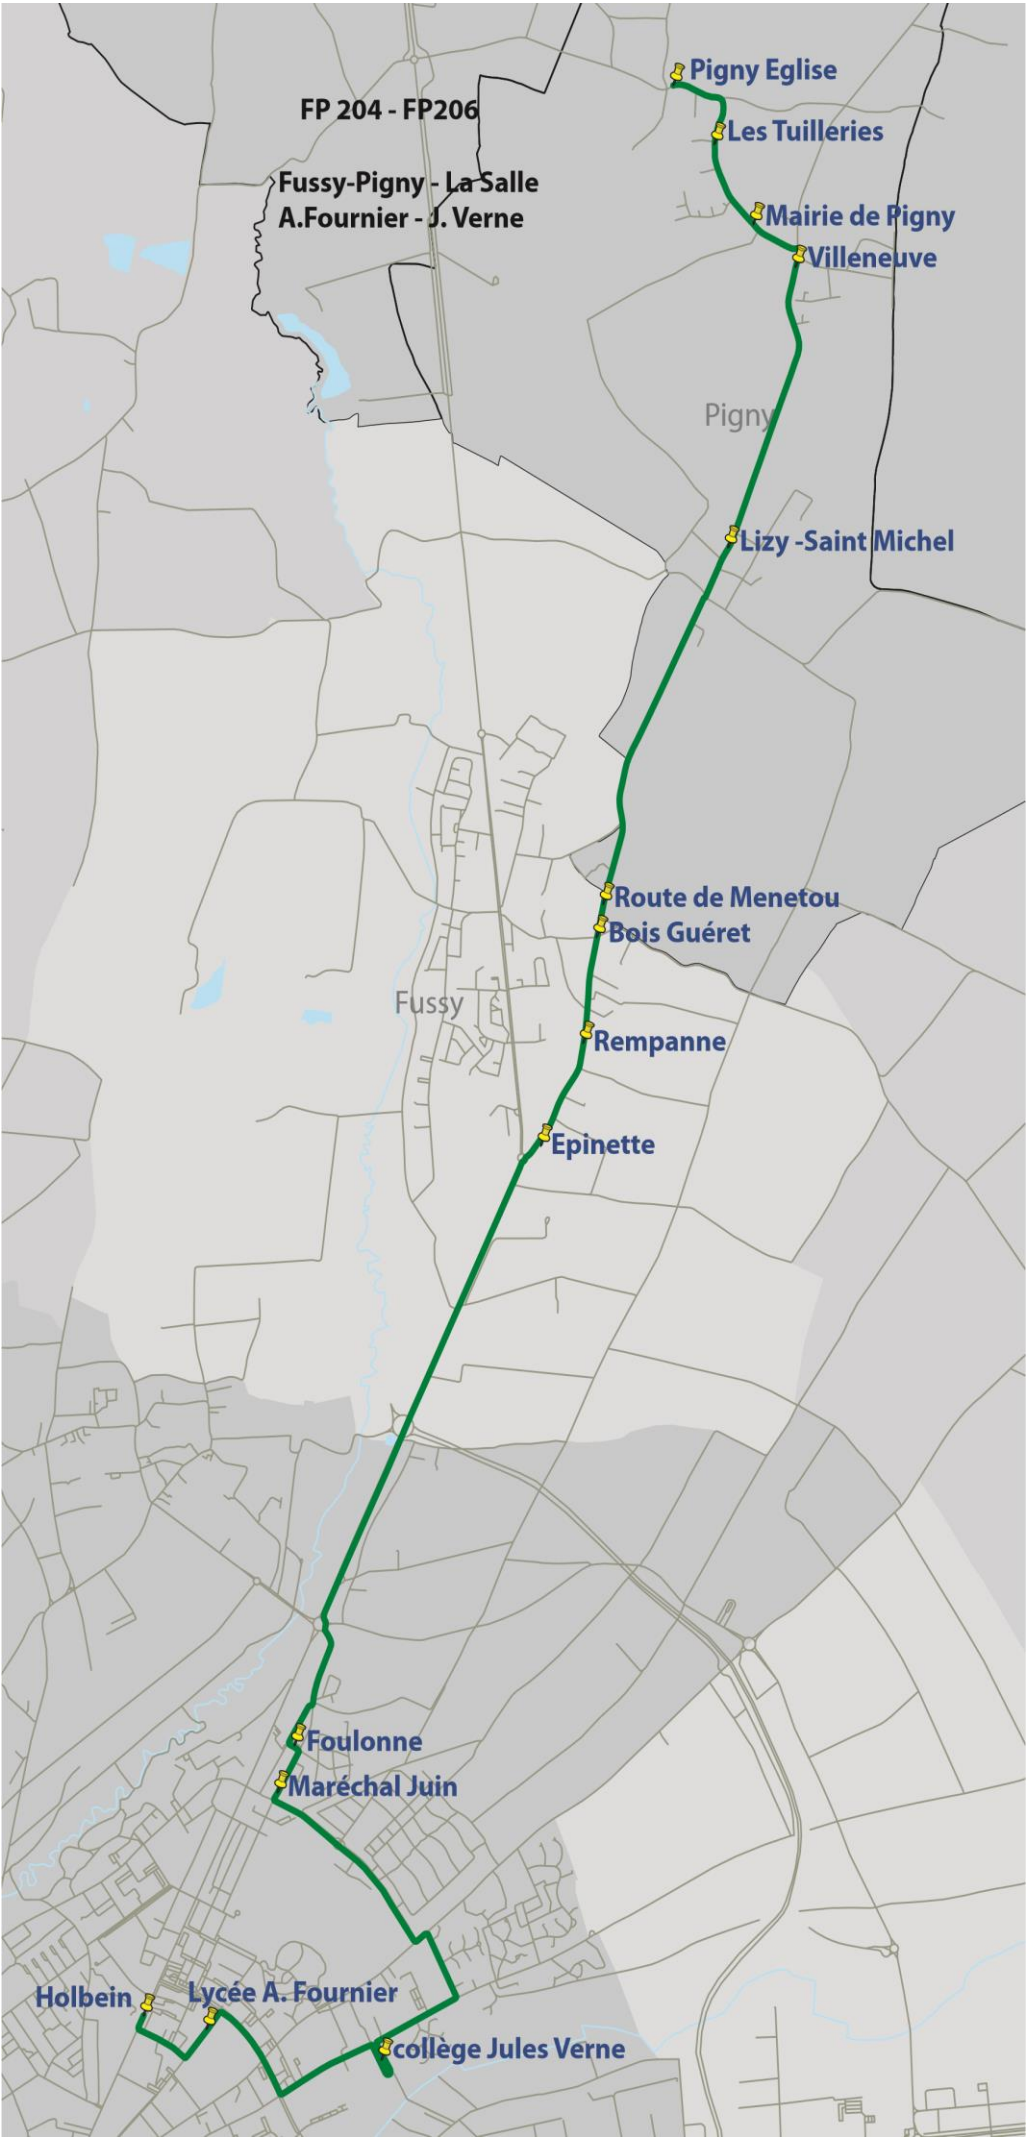 Pigny Eglise
FP 204 - FP206
Les Tuilleries
Fussy-Pigny - La Salle
A.Fournier - J. Verne
Mairie de Pigny
Villeneuve
Pigny
Lizy -Saint Michel
Route de Menetou
Bois Guéret
Fussy
Rempanne
Epinette
Foulonne
Maréchal Juin
Holbein
Lycée A. Fournier
collège Jules Verne